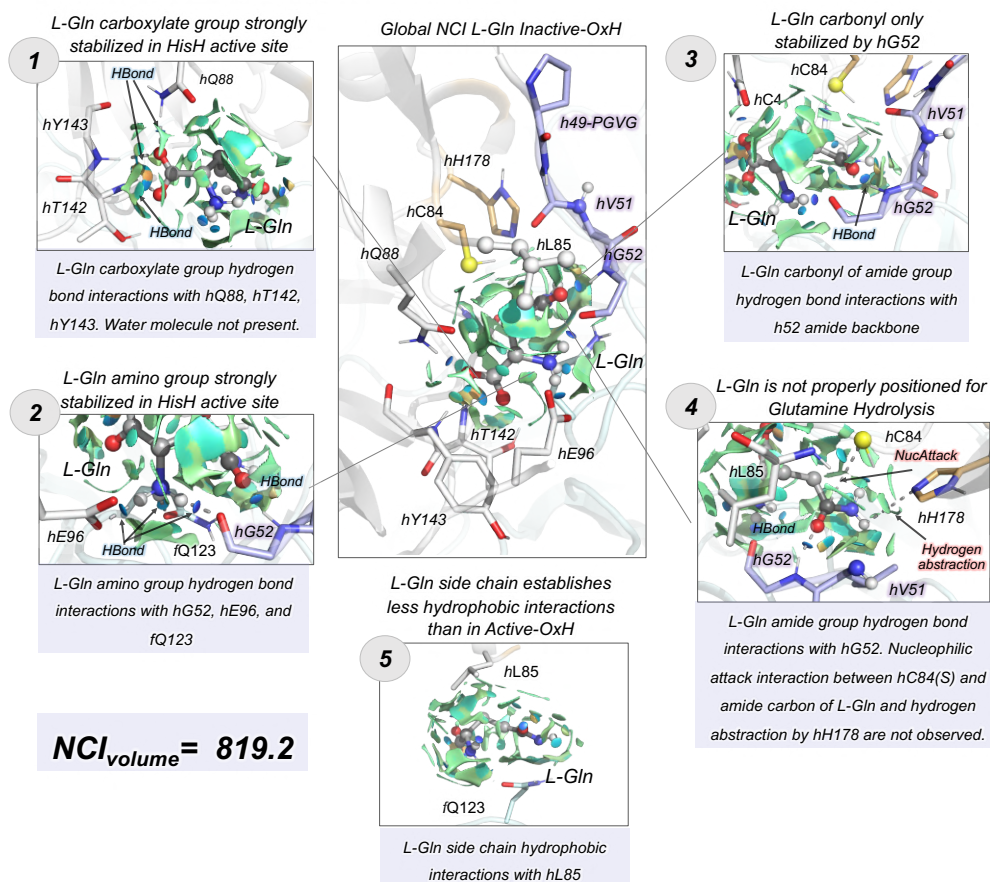 L-Gln carboxylate group strongly
stabilized in HisH active site
1
HBond
hQ88
hY143
hT142
HBond
L-Gln
L-Gln carboxylate group hydrogen
bond interactions with hQ88, hT142,
hY143. Water molecule not present.
L-Gln amino group strongly
stabilized in HisH active site
2
L-Gln
HBond
hE96
HBond
fQ123
hG52
L-Gln amino group hydrogen bond
interactions with hG52, hE96, and
fQ123
NCIvolume= 819.2
Global NCI L-Gln Inactive-OxH
h49-PGVG
hH178
hC84
hV51
hL85
hQ88
hG52
L-Gln
hT142
hE96
hY143
L-Gln side chain establishes
less hydrophobic interactions
than in Active-OxH
5
hL85
L-Gln
fQ123
L-Gln side chain hydrophobic
interactions with hL85
L-Gln carbonyl only
stabilized by hG52
3
hC84
hC4
hV51
L-Gln
hG52
HBond
L-Gln carbonyl of amide group
hydrogen bond interactions with
h52 amide backbone
L-Gln is not properly positioned for
Glutamine Hydrolysis
4
hC84
NucAttack
hL85
HBond
hH178
hG52
Hydrogen
abstraction
hV51
L-Gln amide group hydrogen bond
interactions with hG52. Nucleophilic
attack interaction between hC84(S) and
amide carbon of L-Gln and hydrogen
abstraction by hH178 are not observed.